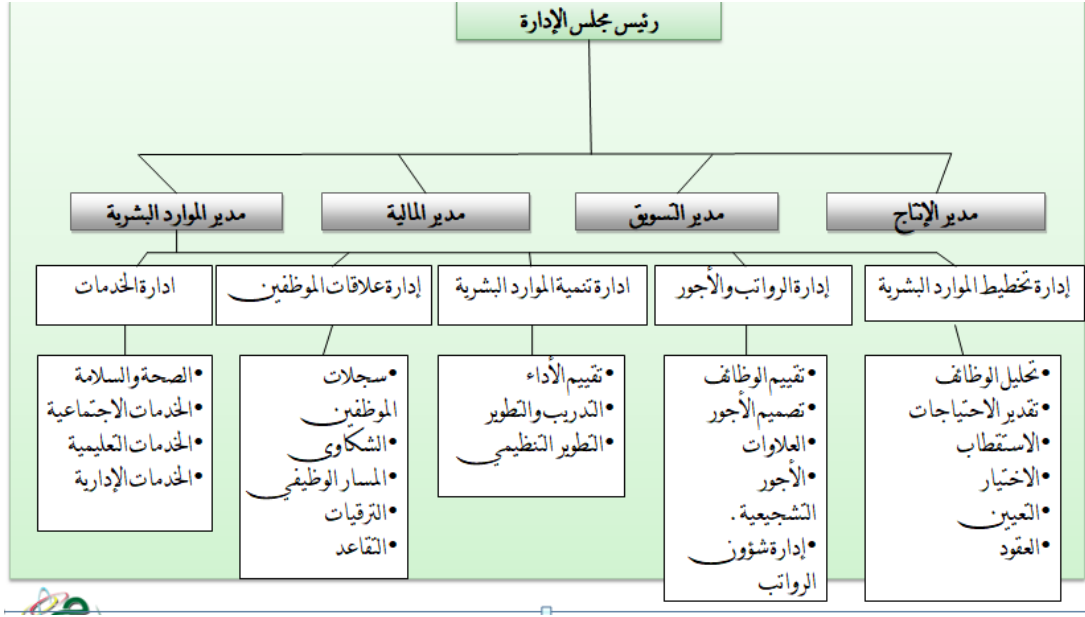 رئيس مجلس الإدارة
مدير الإنتاج
مدير التسويق
مدير المالية
مدير الموارد البشرية
إدارة تخطيط الموارد البشرية
إدارة الرواتب والأجور
ادارة تنمية الموارد البشرية
إدارة علاقات الموظفين
ادارة الخدمات
•تحليل الوظائف
•تقدير الاحتياجات
•الاستقطاب
•الاختيار
•التعيين
•العقود
•تقييم الوظائف
•تصميم الأجور
•العلاوات
•الأجور
التشجيعية.
•إدارة شؤون
الرواتب
•تقييم الأداء
•التدريب والتطوير
•التطوير التنظيمي
•سجلات
الموظفين
•الشكاوى
•المسار الوظيفي
•الترقيات
•التقاعد
•الصحة والسلامة
•الخدمات الاجتماعية
•الخدمات التعليمية
•الخدمات الإدارية